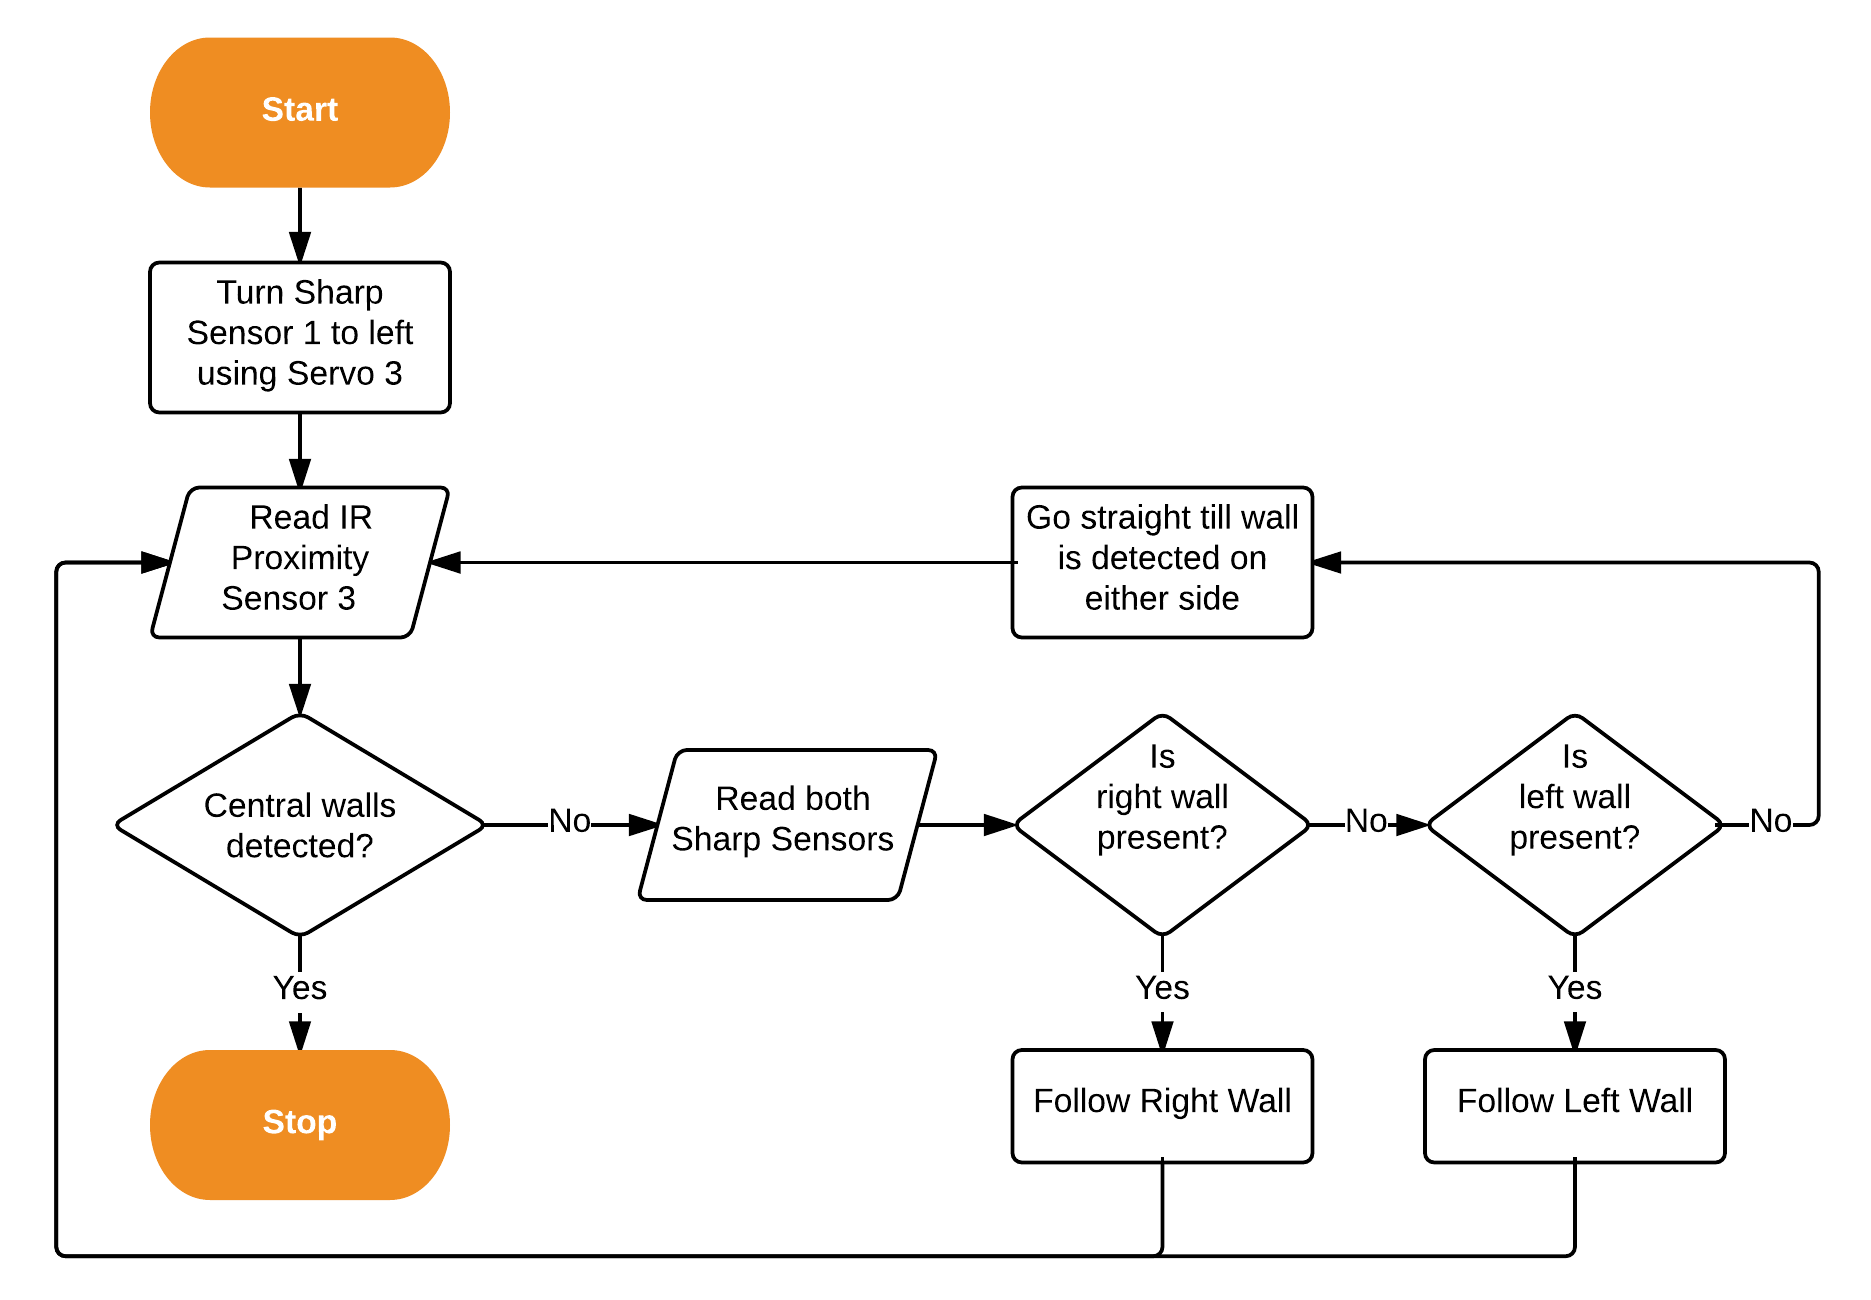 Start
Turn Sharp
Sensor 1 to left
using Servo 3
Read IR
Proximity
Sensor 3
Go straight till wall
is detected on
either side
Central walls
detected?
No
Read both
Sharp Sensors
Is
right wall
present?
No
Is
left wall
present?
No
Yes
Yes
Yes
Stop
Follow Right Wall
Follow Left Wall